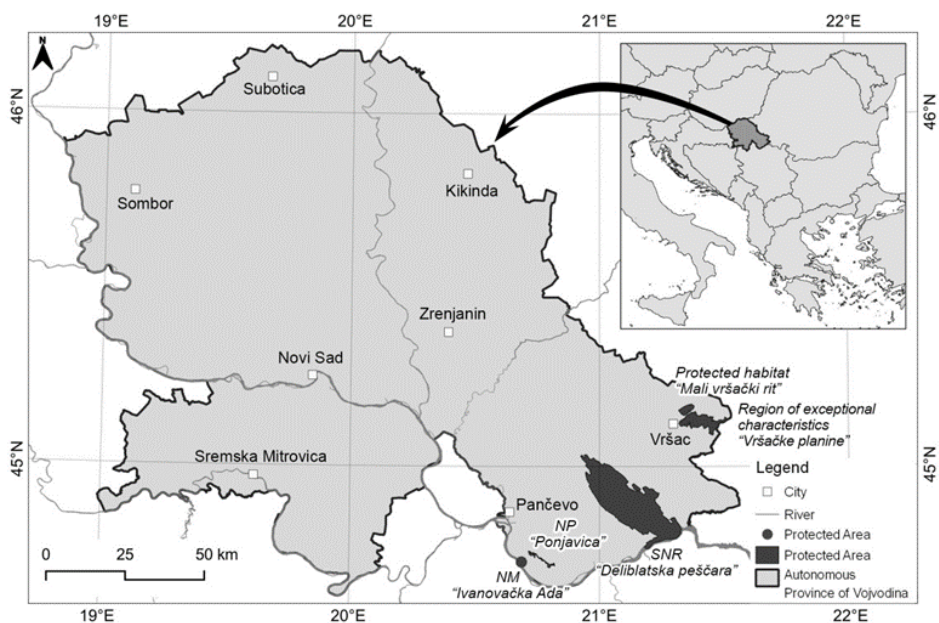 19°E
20°E
21°E
22°E
N
46°N
46°N
Subotica
Sombor
Kikinda
Zrenjanin
Novi Sad
Protected habitat
“Mali vršački rit”
Region of exceptional
characteristics
“Vršačke planine”
Vršac
45°N
45°N
Sremska Mitrovica
Pančevo
NP
“Ponjavica”
SNR
“Deliblatska peščara”
NM
“Ivanovačka Ada”
0 25 50 km
Legend
City
River
Protected Area
Protected Area
Autonomous
Province of Vojvodina
19°E
20°E
21°E
22°E